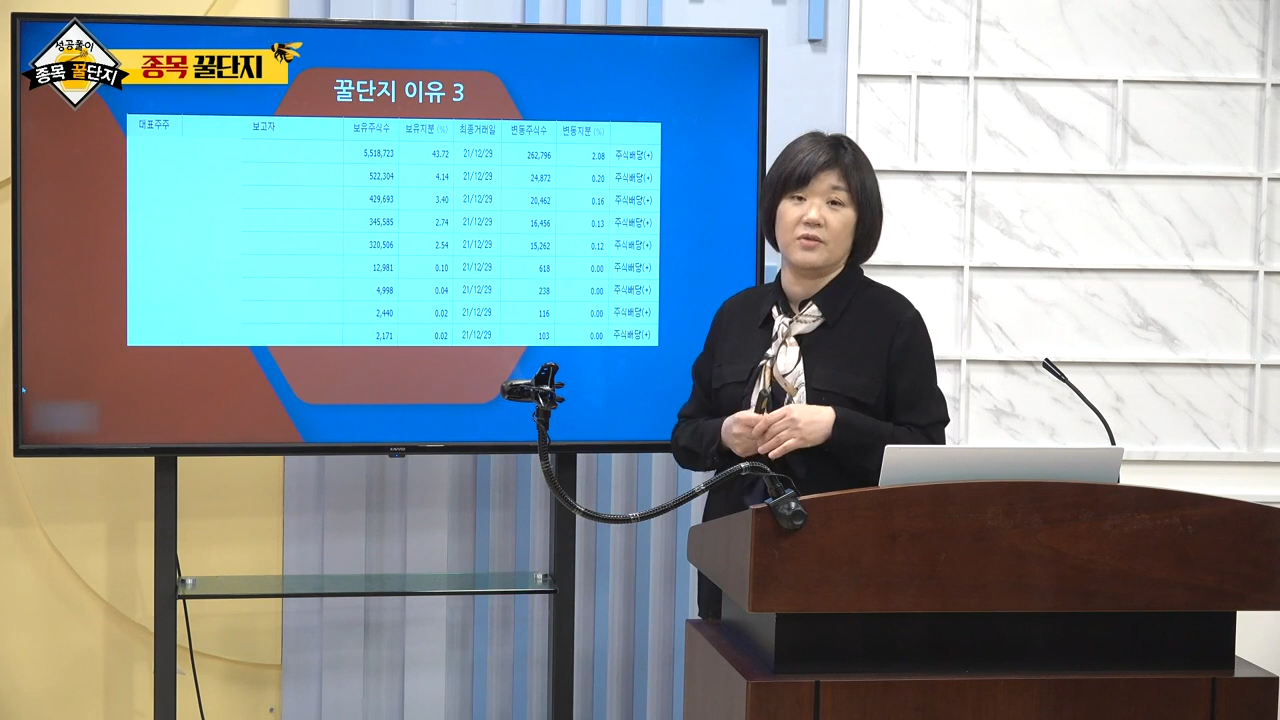 성공풀이
종목 꿀단지
종목 꿀단지
꿀단지 이유 3
대표주주 보고자 보유주식수 보유지분 (%) 최종거래일 변동주식수 변동지분 (%)
5,518,723 43.72 21/12/29 262,796 2.08 주식배당(+)
522,304 4.14 21/12/29 24,872 0.20 주식배당(+)
429,693 3.40 21/12/29 20,462 0.16 주식배당(+)
345,585 2.74 21/12/29 16,456 0.13 주식배당(+)
320,506 2.54 21/12/29 15,262 0.12 주식배당(+)
12,981 0.10 21/12/29 618 0.00 주식배당(+)
4,998 0.04 21/12/29 238 0.00 주식배당(+)
2,440 0.02 21/12/29 116 0.00 주식배당(+)
2,171 0.02 21/12/29 103 0.00 주식배당(+)